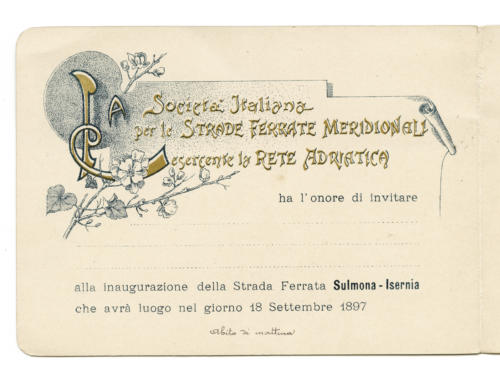 La Società Italiana
per le Strade Ferrate Meridionali
esercente la Rete Adriatica
ha l'onore di invitare
alla inaugurazione della Strada Ferrata Sulmona-Isernia
che avrà luogo nel giorno 18 Settembre 1897
Abito di mattina